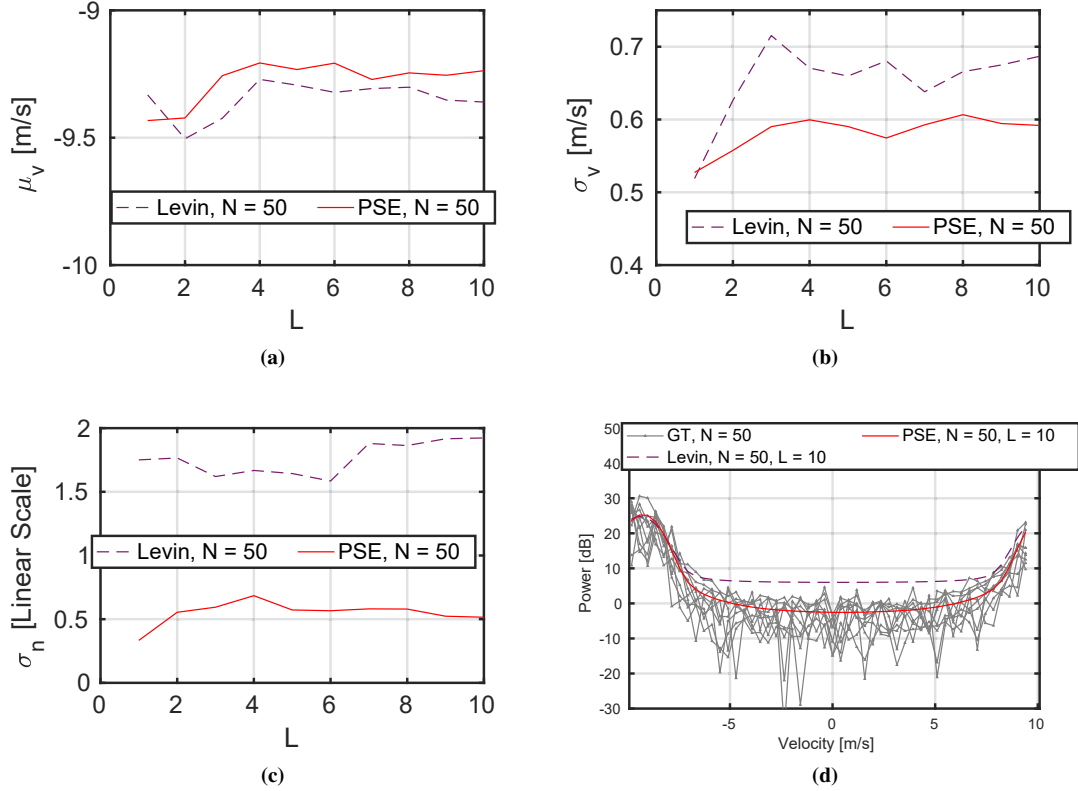 -9
-9.5
-10
μ_v [m/s]
Levin, N = 50 PSE, N = 50
0 2 4 6 8 10
L
(a)
0.7
0.6
0.5
0.4
σ_v [m/s]
Levin, N = 50 PSE, N = 50
0 2 4 6 8 10
L
(b)
2
1.5
1
0.5
0
σ_n [Linear Scale]
Levin, N = 50 PSE, N = 50
0 2 4 6 8 10
L
(c)
GT, N = 50 PSE, N = 50, L = 10
Levin, N = 50, L = 10
50
40
30
20
10
0
-10
-20
-30
Power [dB]
-5 0 5 10
Velocity [m/s]
(d)